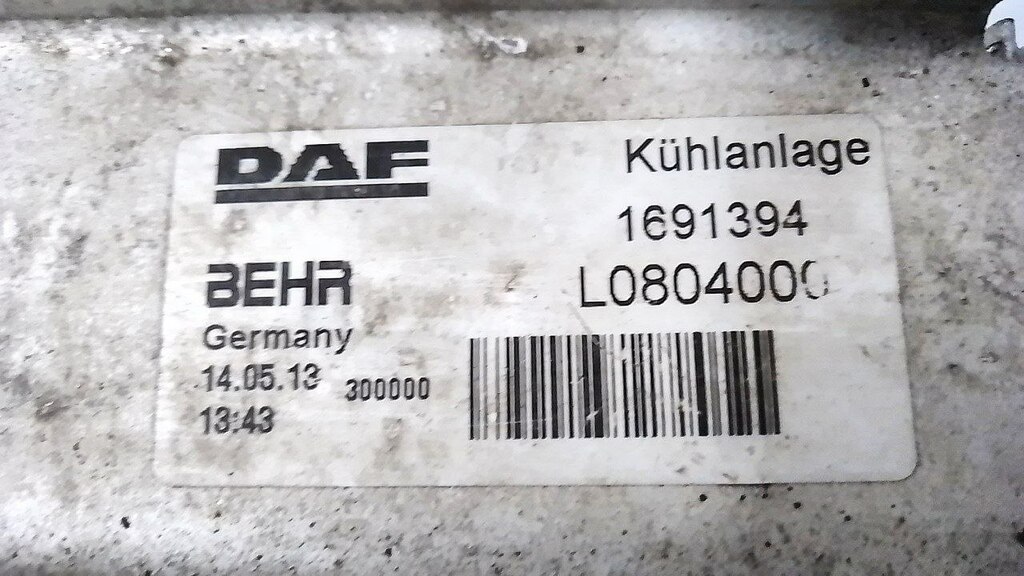 DAF
Kühlanlage
1691394
BEHR
L0804000
Germany
14.05.13 300000
13:43